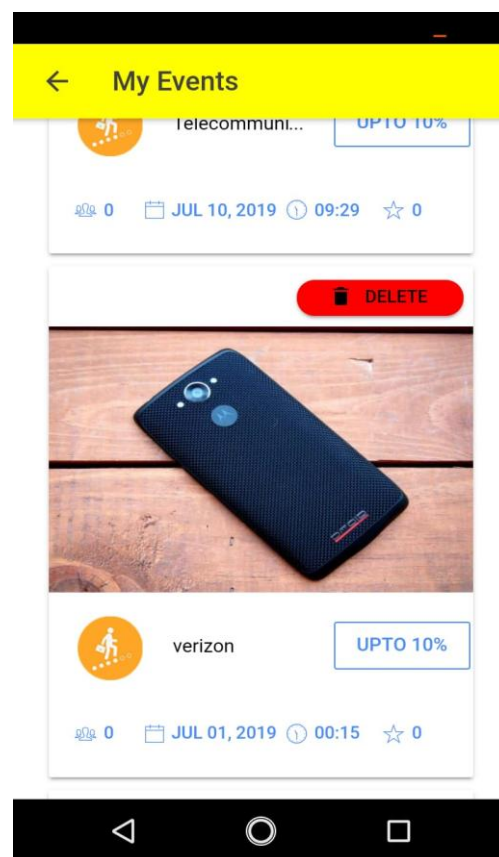 My Events
Telecommuni... UPTO 10%
0 JUL 10, 2019 09:29 0
DELETE
DROID
verizon UPTO 10%
0 JUL 01, 2019 00:15 0